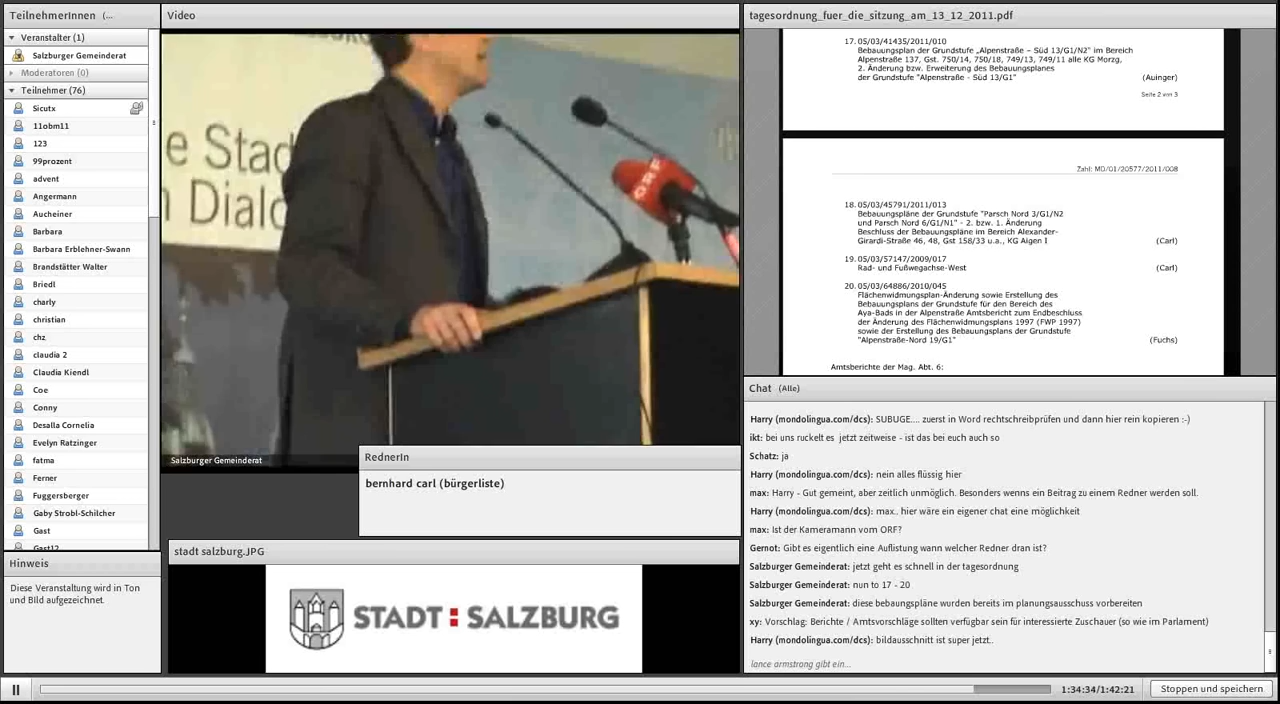 TeilnehmerInnen (...
Veranstalter (1)
Salzburger Gemeinderat
Moderatoren (0)
Teilnehmer (76)
Sicutx
11obm11
123
99prozent
advent
Angermann
Aucheiner
Barbara
Barbara Erblehner-Swann
Brandstätter Walter
Briedl
charly
christian
chz
claudia 2
Claudia Kiendl
Coe
Conny
Desalla Cornelia
Evelyn Ratzinger
fatma
Ferner
Fuggersberger
Gaby Strobl-Schilcher
Gast
Gast12
Hinweis
Diese Veranstaltung wird in Ton
und Bild aufgezeichnet.
Video
e Stad
Dialo
ORF
Salzburger Gemeinderat
RednerIn
bernhard carl (bürgerliste)
stadt salzburg.JPG
STADT:SALZBURG
tagesordnung_fuer_die_sitzung_am_13_12_2011.pdf
17. 05/03/41435/2011/010
Bebauungsplan der Grundstufe „Alpenstraße – Süd 13/G1/N2" im Bereich
Alpenstraße 137, Gst. 750/14, 750/18, 749/13, 749/11 alle KG Morzg,
2. Änderung bzw. Erweiterung des Bebauungsplanes
der Grundstufe "Alpenstraße - Süd 13/G1" (Auinger)
Seite 2 von 3
Zahl: MD/01/20577/2011/008
18. 05/03/45791/2011/013
Bebauungspläne der Grundstufe "Parsch Nord 3/G1/N2
und Parsch Nord 6/G1/N1" - 2. bzw. 1. Änderung
Beschluss der Bebauungspläne im Bereich Alexander-
Girardi-Straße 46, 48, Gst 158/33 u.a., KG Aigen I (Carl)
19. 05/03/57147/2009/017
Rad- und Fußwegachse-West (Carl)
20. 05/03/64886/2010/045
Flächenwidmungsplan-Änderung sowie Erstellung des
Bebauungsplans der Grundstufe für den Bereich des
Aya-Bads in der Alpenstraße Amtsbericht zum Endbeschluss
der Änderung des Flächenwidmungsplans 1997 (FWP 1997)
sowie der Erstellung des Bebauungsplans der Grundstufe
"Alpenstraße-Nord 19/G1" (Fuchs)
Amtsberichte der Mag. Abt. 6:
Chat (Alle)
Harry (mondolingua.com/dcs): SUBUGE.... zuerst in Word rechtschreibprüfen und dann hier rein kopieren :-)
ikt: bei uns ruckelt es jetzt zeitweise - ist das bei euch auch so
Schatz: ja
Harry (mondolingua.com/dcs): nein alles flüssig hier
max: Harry - Gut gemeint, aber zeitlich unmöglich. Besonders wenns ein Beitrag zu einem Redner werden soll.
Harry (mondolingua.com/dcs): max.. hier wäre ein eigener chat eine möglichkeit
max: Ist der Kameramann vom ORF?
Gernot: Gibt es eigentlich eine Auflistung wann welcher Redner dran ist?
Salzburger Gemeinderat: jetzt geht es schnell in der tagesordnung
Salzburger Gemeinderat: nun to 17 - 20
Salzburger Gemeinderat: diese bebaungspläne wurden bereits im planungsausschuss vorbereiten
xy: Vorschlag: Berichte / Amtsvorschläge sollten verfügbar sein für interessierte Zuschauer (so wie im Parlament)
Harry (mondolingua.com/dcs): bildausschnitt ist super jetzt..
lance armstrong gibt ein...
1:34:34/1:42:21
Stoppen und speichern